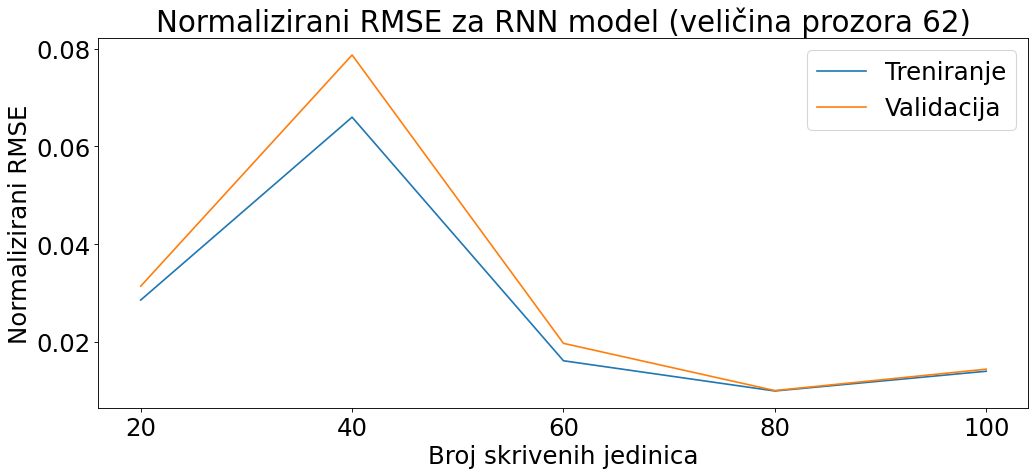 Normalizirani RMSE za RNN model (veličina prozora 62)
Treniranje
Validacija
Normalizirani RMSE
0.08
0.06
0.04
0.02
20 40 60 80 100
Broj skrivenih jedinica